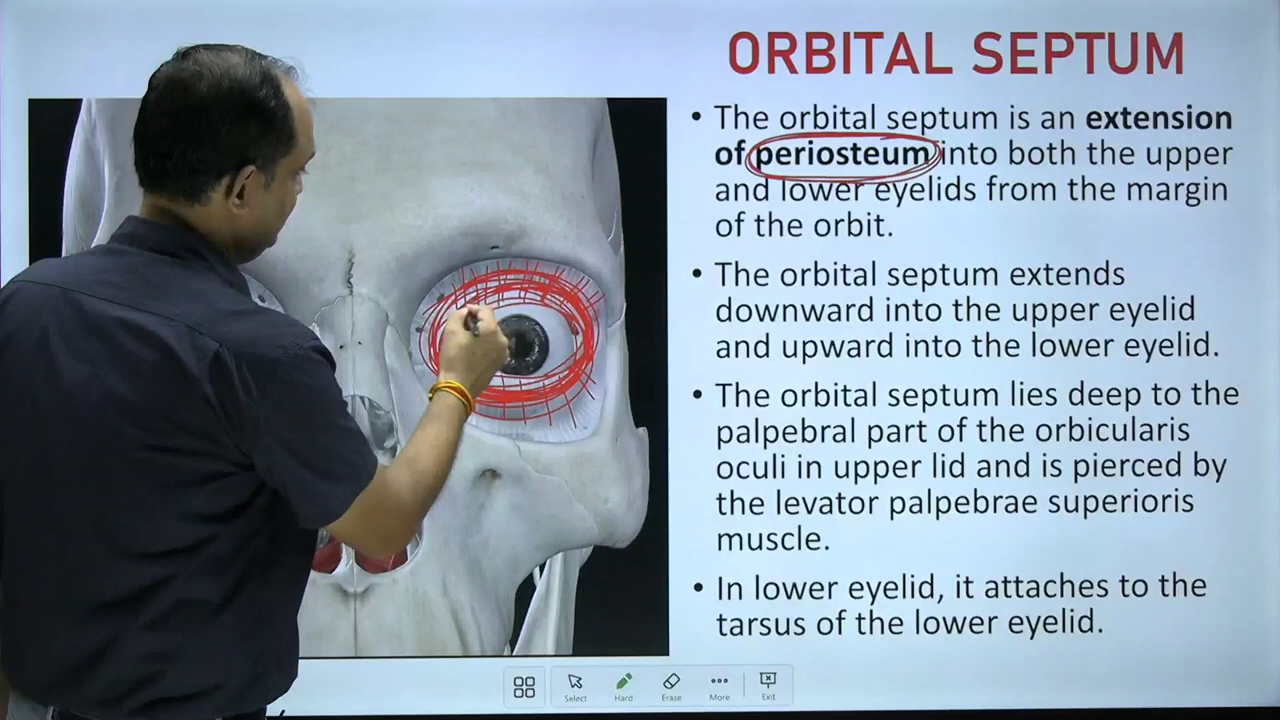 ORBITAL SEPTUM
• The orbital septum is an extension
of periosteum into both the upper
and lower eyelids from the margin
of the orbit.
• The orbital septum extends
downward into the upper eyelid
and upward into the lower eyelid.
• The orbital septum lies deep to the
palpebral part of the orbicularis
oculi in upper lid and is pierced by
the levator palpebrae superioris
muscle.
• In lower eyelid, it attaches to the
tarsus of the lower eyelid.
Select Hard Erase More Exit